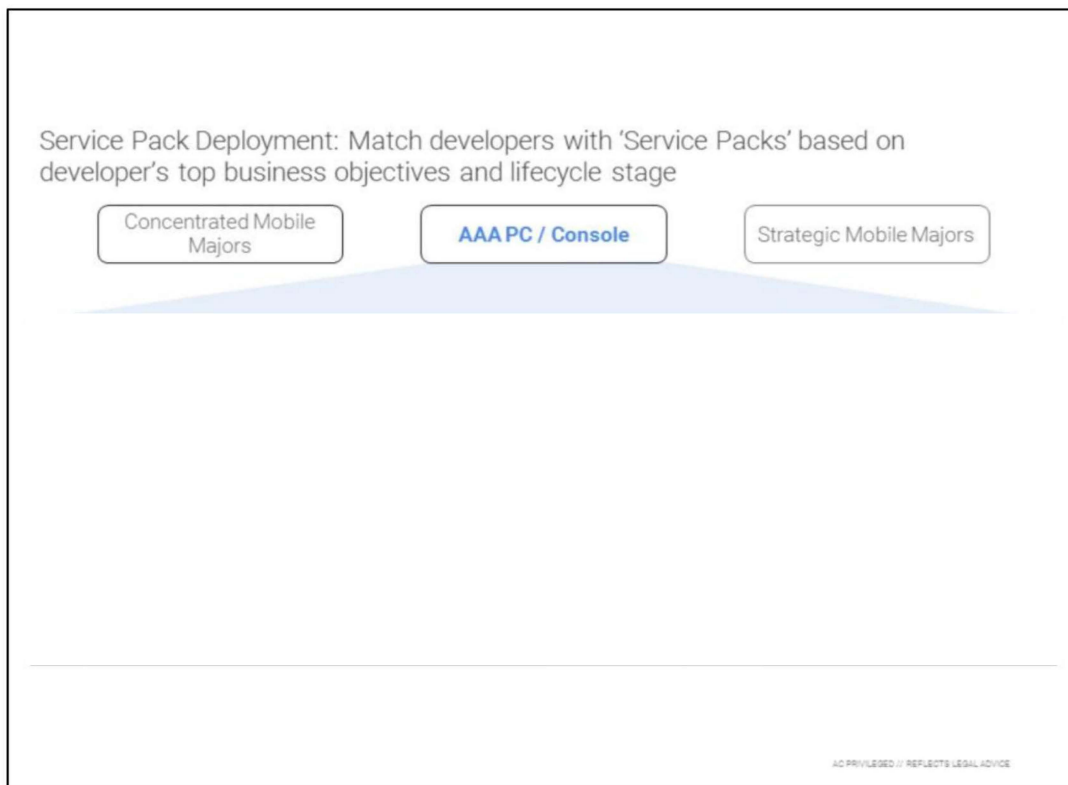 Service Pack Deployment: Match developers with ‘Service Packs’ based on
developer’s top business objectives and lifecycle stage
Concentrated Mobile
Majors
AAA PC / Console
Strategic Mobile Majors
AC PRIVILEGED // REFLECTS LEGAL ADVICE